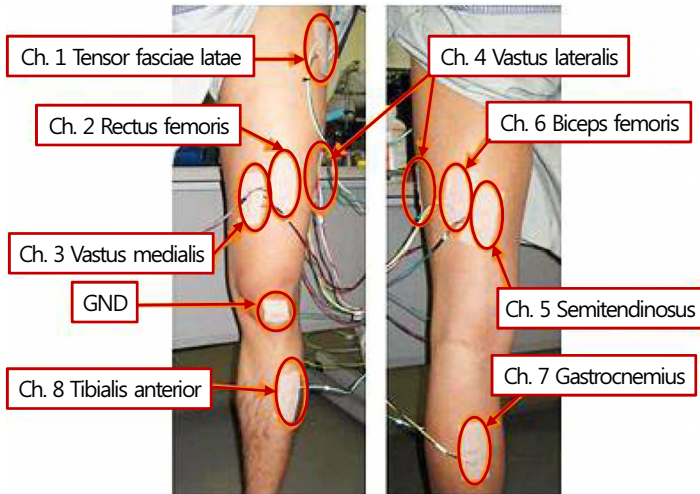 Ch. 1 Tensor fasciae latae
Ch. 4 Vastus lateralis
Ch. 2 Rectus femoris
Ch. 6 Biceps femoris
Ch. 3 Vastus medialis
GND
Ch. 5 Semitendinosus
Ch. 8 Tibialis anterior
Ch. 7 Gastrocnemius